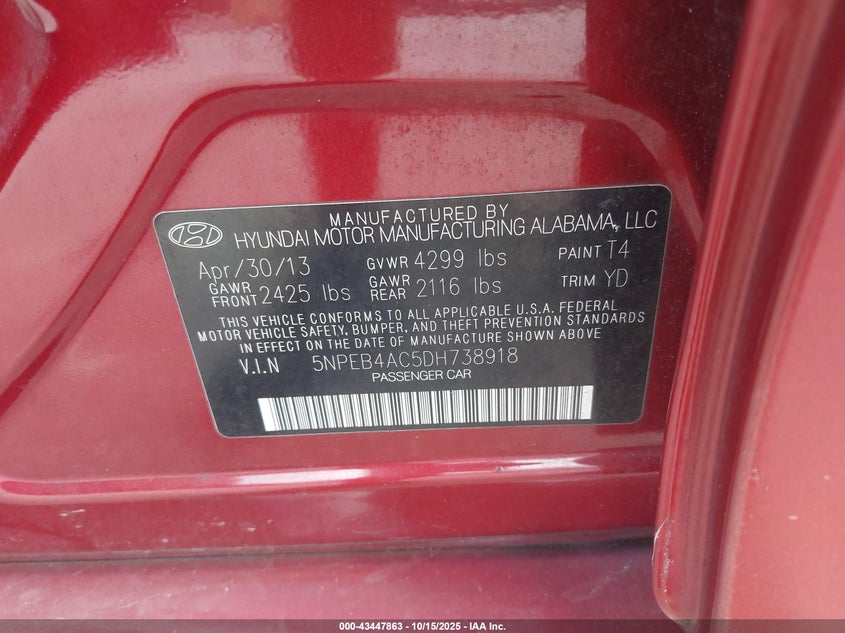 MANUFACTURED BY
HYUNDAI MOTOR MANUFACTURING ALABAMA, LLC
Apr/30/13 GVWR 4299 lbs PAINT T4
GAWR FRONT 2425 lbs GAWR REAR 2116 lbs TRIM YD
THIS VEHICLE CONFORMS TO ALL APPLICABLE U.S.A. FEDERAL
MOTOR VEHICLE SAFETY, BUMPER, AND THEFT PREVENTION STANDARDS
IN EFFECT ON THE DATE OF MANUFACTURE SHOWN ABOVE
V.I.N 5NPEB4AC5DH738918
PASSENGER CAR
000-43447863 - 10/15/2025 - IAA Inc.